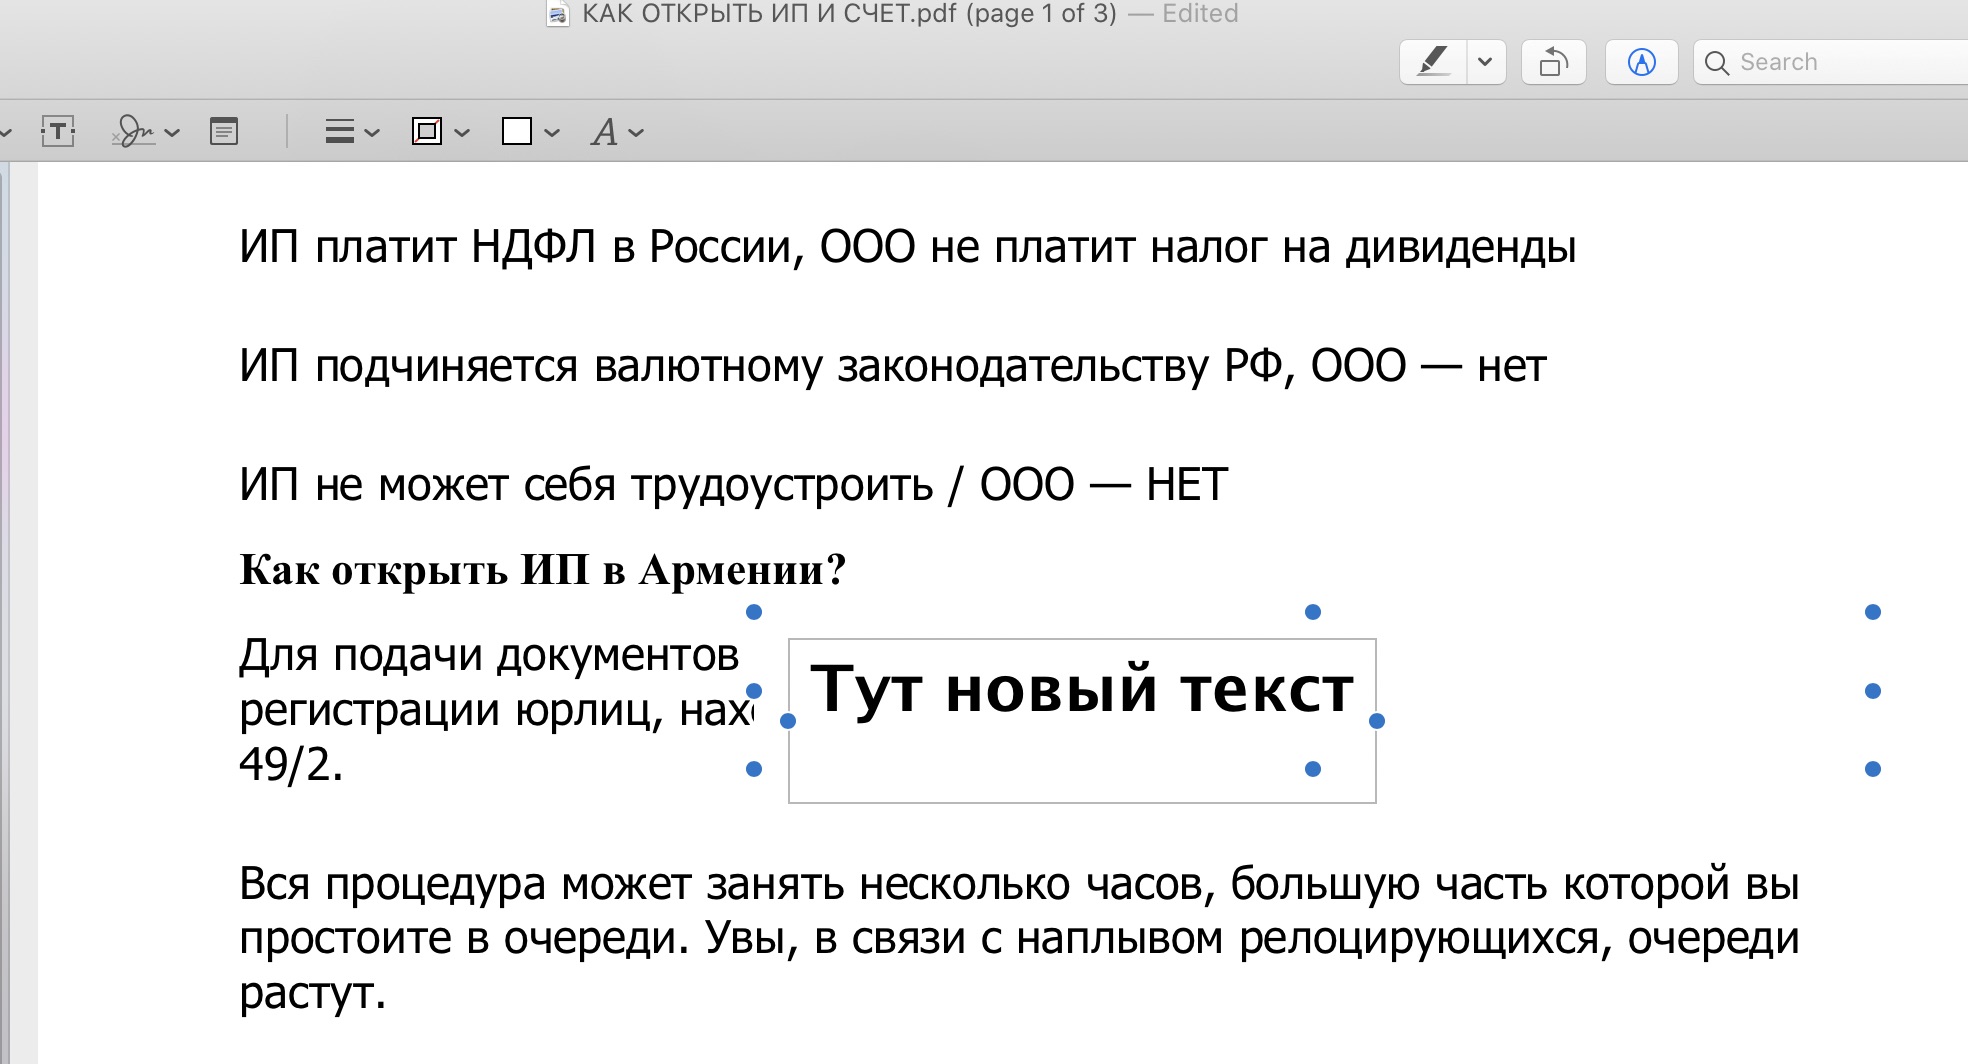 КАК ОТКРЫТЬ ИП И СЧЕТ.pdf (page 1 of 3) — Edited
Search
T
A
ИП платит НДФЛ в России, ООО не платит налог на дивиденды
ИП подчиняется валютному законодательству РФ, ООО — нет
ИП не может себя трудоустроить / ООО — НЕТ
Как открыть ИП в Армении?
Для подачи документов
регистрации юрлиц,
49/2.
Тут новый текст
Вся процедура может занять несколько часов, большую часть которой вы
простоите в очереди. Увы, в связи с наплывом релоцирующихся, очереди
растут.